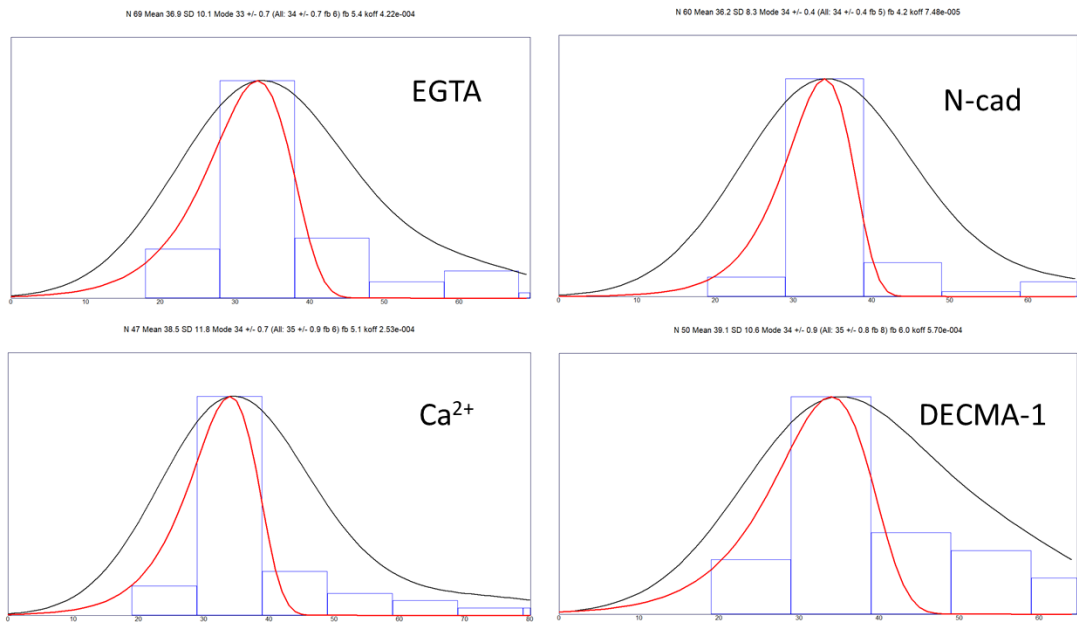 N 69 Mean 36.9 SD 10.1 Mode 33 +/- 0.7 (All: 34 +/- 0.7 fb 6) fb 5.4 koff 4.22e-004
EGTA
0 10 20 30 40 50 60
N 60 Mean 36.2 SD 8.3 Mode 34 +/- 0.4 (All: 34 +/- 0.4 fb 5) fb 4.2 koff 7.48e-005
N-cad
0 10 20 30 40 50 60
N 47 Mean 38.5 SD 11.8 Mode 34 +/- 0.7 (All: 35 +/- 0.9 fb 6) fb 5.1 koff 2.53e-004
Ca²⁺
0 10 20 30 40 50 60 70 80
N 50 Mean 39.1 SD 10.6 Mode 34 +/- 0.9 (All: 35 +/- 0.8 fb 8) fb 6.0 koff 5.70e-004
DECMA-1
0 10 20 30 40 50 60